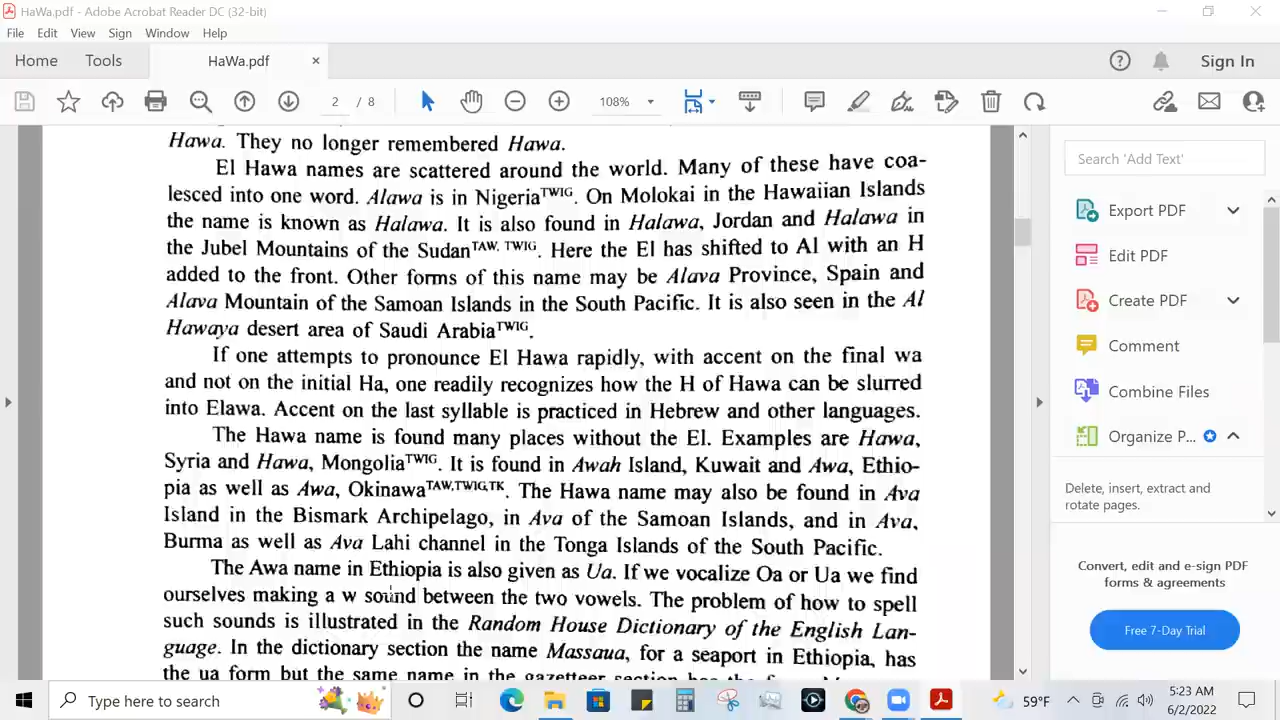 HaWa.pdf - Adobe Acrobat Reader DC (32-bit)
File Edit View Sign Window Help
Home Tools HaWa.pdf × Sign In
2 / 8 108%
Hawa. They no longer remembered Hawa.
El Hawa names are scattered around the world. Many of these have coa-
lesced into one word. Alawa is in NigeriaTWIG. On Molokai in the Hawaiian Islands
the name is known as Halawa. It is also found in Halawa, Jordan and Halawa in
the Jubel Mountains of the SudanTAW, TWIG. Here the El has shifted to Al with an H
added to the front. Other forms of this name may be Alava Province, Spain and
Alava Mountain of the Samoan Islands in the South Pacific. It is also seen in the Al
Hawaya desert area of Saudi ArabiaTWIG.
If one attempts to pronounce El Hawa rapidly, with accent on the final wa
and not on the initial Ha, one readily recognizes how the H of Hawa can be slurred
into Elawa. Accent on the last syllable is practiced in Hebrew and other languages.
The Hawa name is found many places without the El. Examples are Hawa,
Syria and Hawa, MongoliaTWIG. It is found in Awah Island, Kuwait and Awa, Ethio-
pia as well as Awa, OkinawaTAW,TWIG,TK. The Hawa name may also be found in Ava
Island in the Bismark Archipelago, in Ava of the Samoan Islands, and in Ava,
Burma as well as Ava Lahi channel in the Tonga Islands of the South Pacific.
The Awa name in Ethiopia is also given as Ua. If we vocalize Oa or Ua we find
ourselves making a w sound between the two vowels. The problem of how to spell
such sounds is illustrated in the Random House Dictionary of the English Lan-
guage. In the dictionary section the name Massaua, for a seaport in Ethiopia, has
the ua form but the same name in the gazetteer section has the
Search 'Add Text'
Export PDF
Edit PDF
Create PDF
Comment
Combine Files
Organize P...
Delete, insert, extract and
rotate pages.
Convert, edit and e-sign PDF
forms & agreements
Free 7-Day Trial
Type here to search
59°F
5:23 AM
6/2/2022